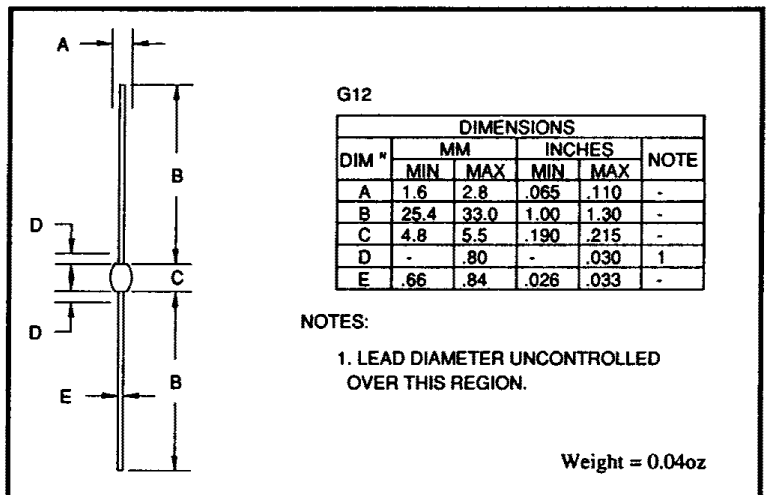 A
B
D
C
D
E
B
G12
DIMENSIONS
DIM " MM INCHES NOTE
MIN MAX MIN MAX
A 1.6 2.8 .065 .110 -
B 25.4 33.0 1.00 1.30 -
C 4.8 5.5 .190 .215 -
D - .80 - .030 1
E .66 .84 .026 .033 -
NOTES:
1. LEAD DIAMETER UNCONTROLLED
OVER THIS REGION.
Weight = 0.04oz